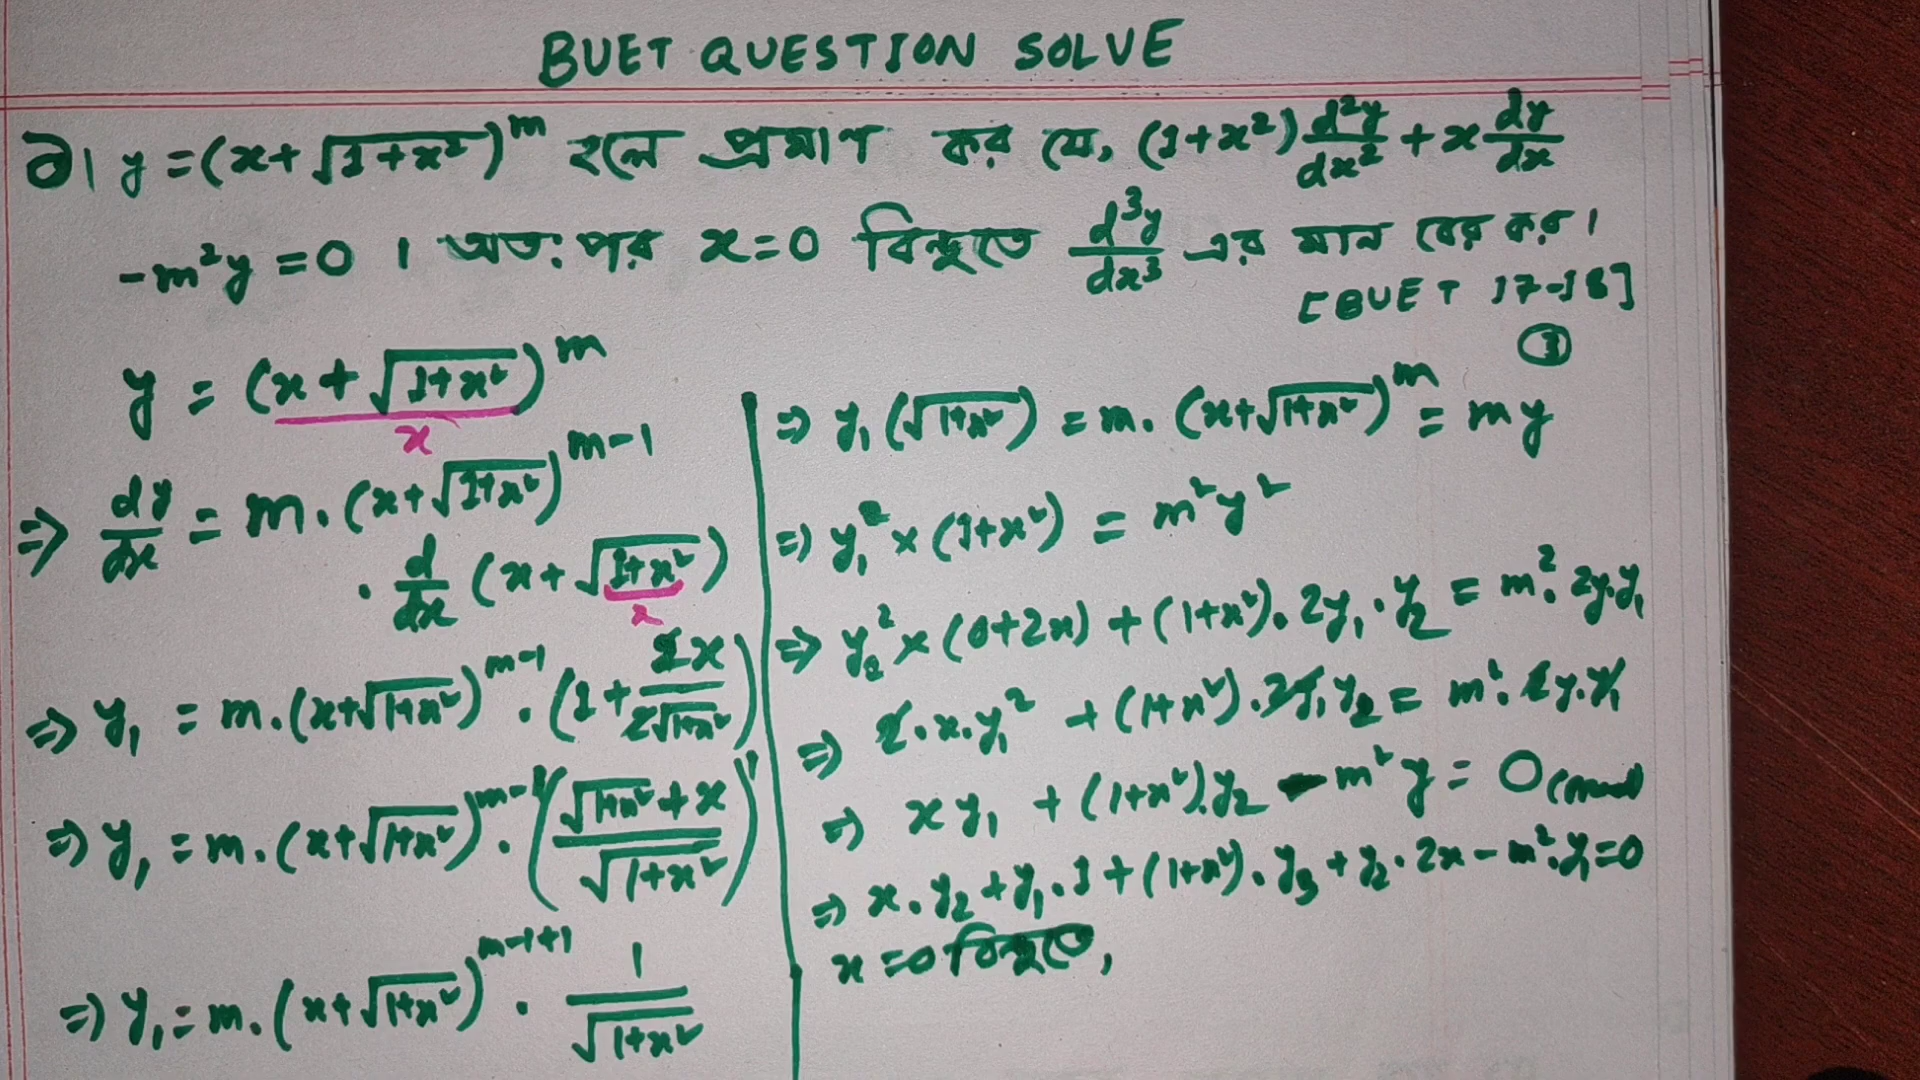 BUET QUESTION SOLVE
৯। y = (x+√1+x²)^m হলে প্রমাণ কর যে, (1+x²) d²y/dx² + x dy/dx
-m²y = 0 । অতঃপর x=0 বিন্দুতে d³y/dx³ এর মান বের কর।
[BUET 17-18]
①
y = (x+√1+x²)^m
x
⇒ dy/dx = m.(x+√1+x²)^m-1
. d/dx (x+√1+x²)
x
⇒ y₁ = m.(x+√1+x²)^m-1 . (1+ 2x/2√1+x²)
⇒ y₁ = m.(x+√1+x²)^m-1 . (√1+x²+x/√1+x²)
⇒ y₁ = m.(x+√1+x²)^m-1+1 . 1/√1+x²
⇒ y₁(√1+x²) = m.(x+√1+x²)^m = my
⇒ y₁² × (1+x²) = m²y²
⇒ y₁² × (0+2x) + (1+x²).2y₁.y₂ = m².2y.y₁
⇒ 2.x.y₁² + (1+x²).2y₁y₂ = m².2y.y₁
⇒ xy₁ + (1+x²).y₂ - m²y = 0
⇒ x.y₂+y₁.1+(1+x²).y₃+y₂.2x-m².y₁=0
x=0 বিন্দুতে,